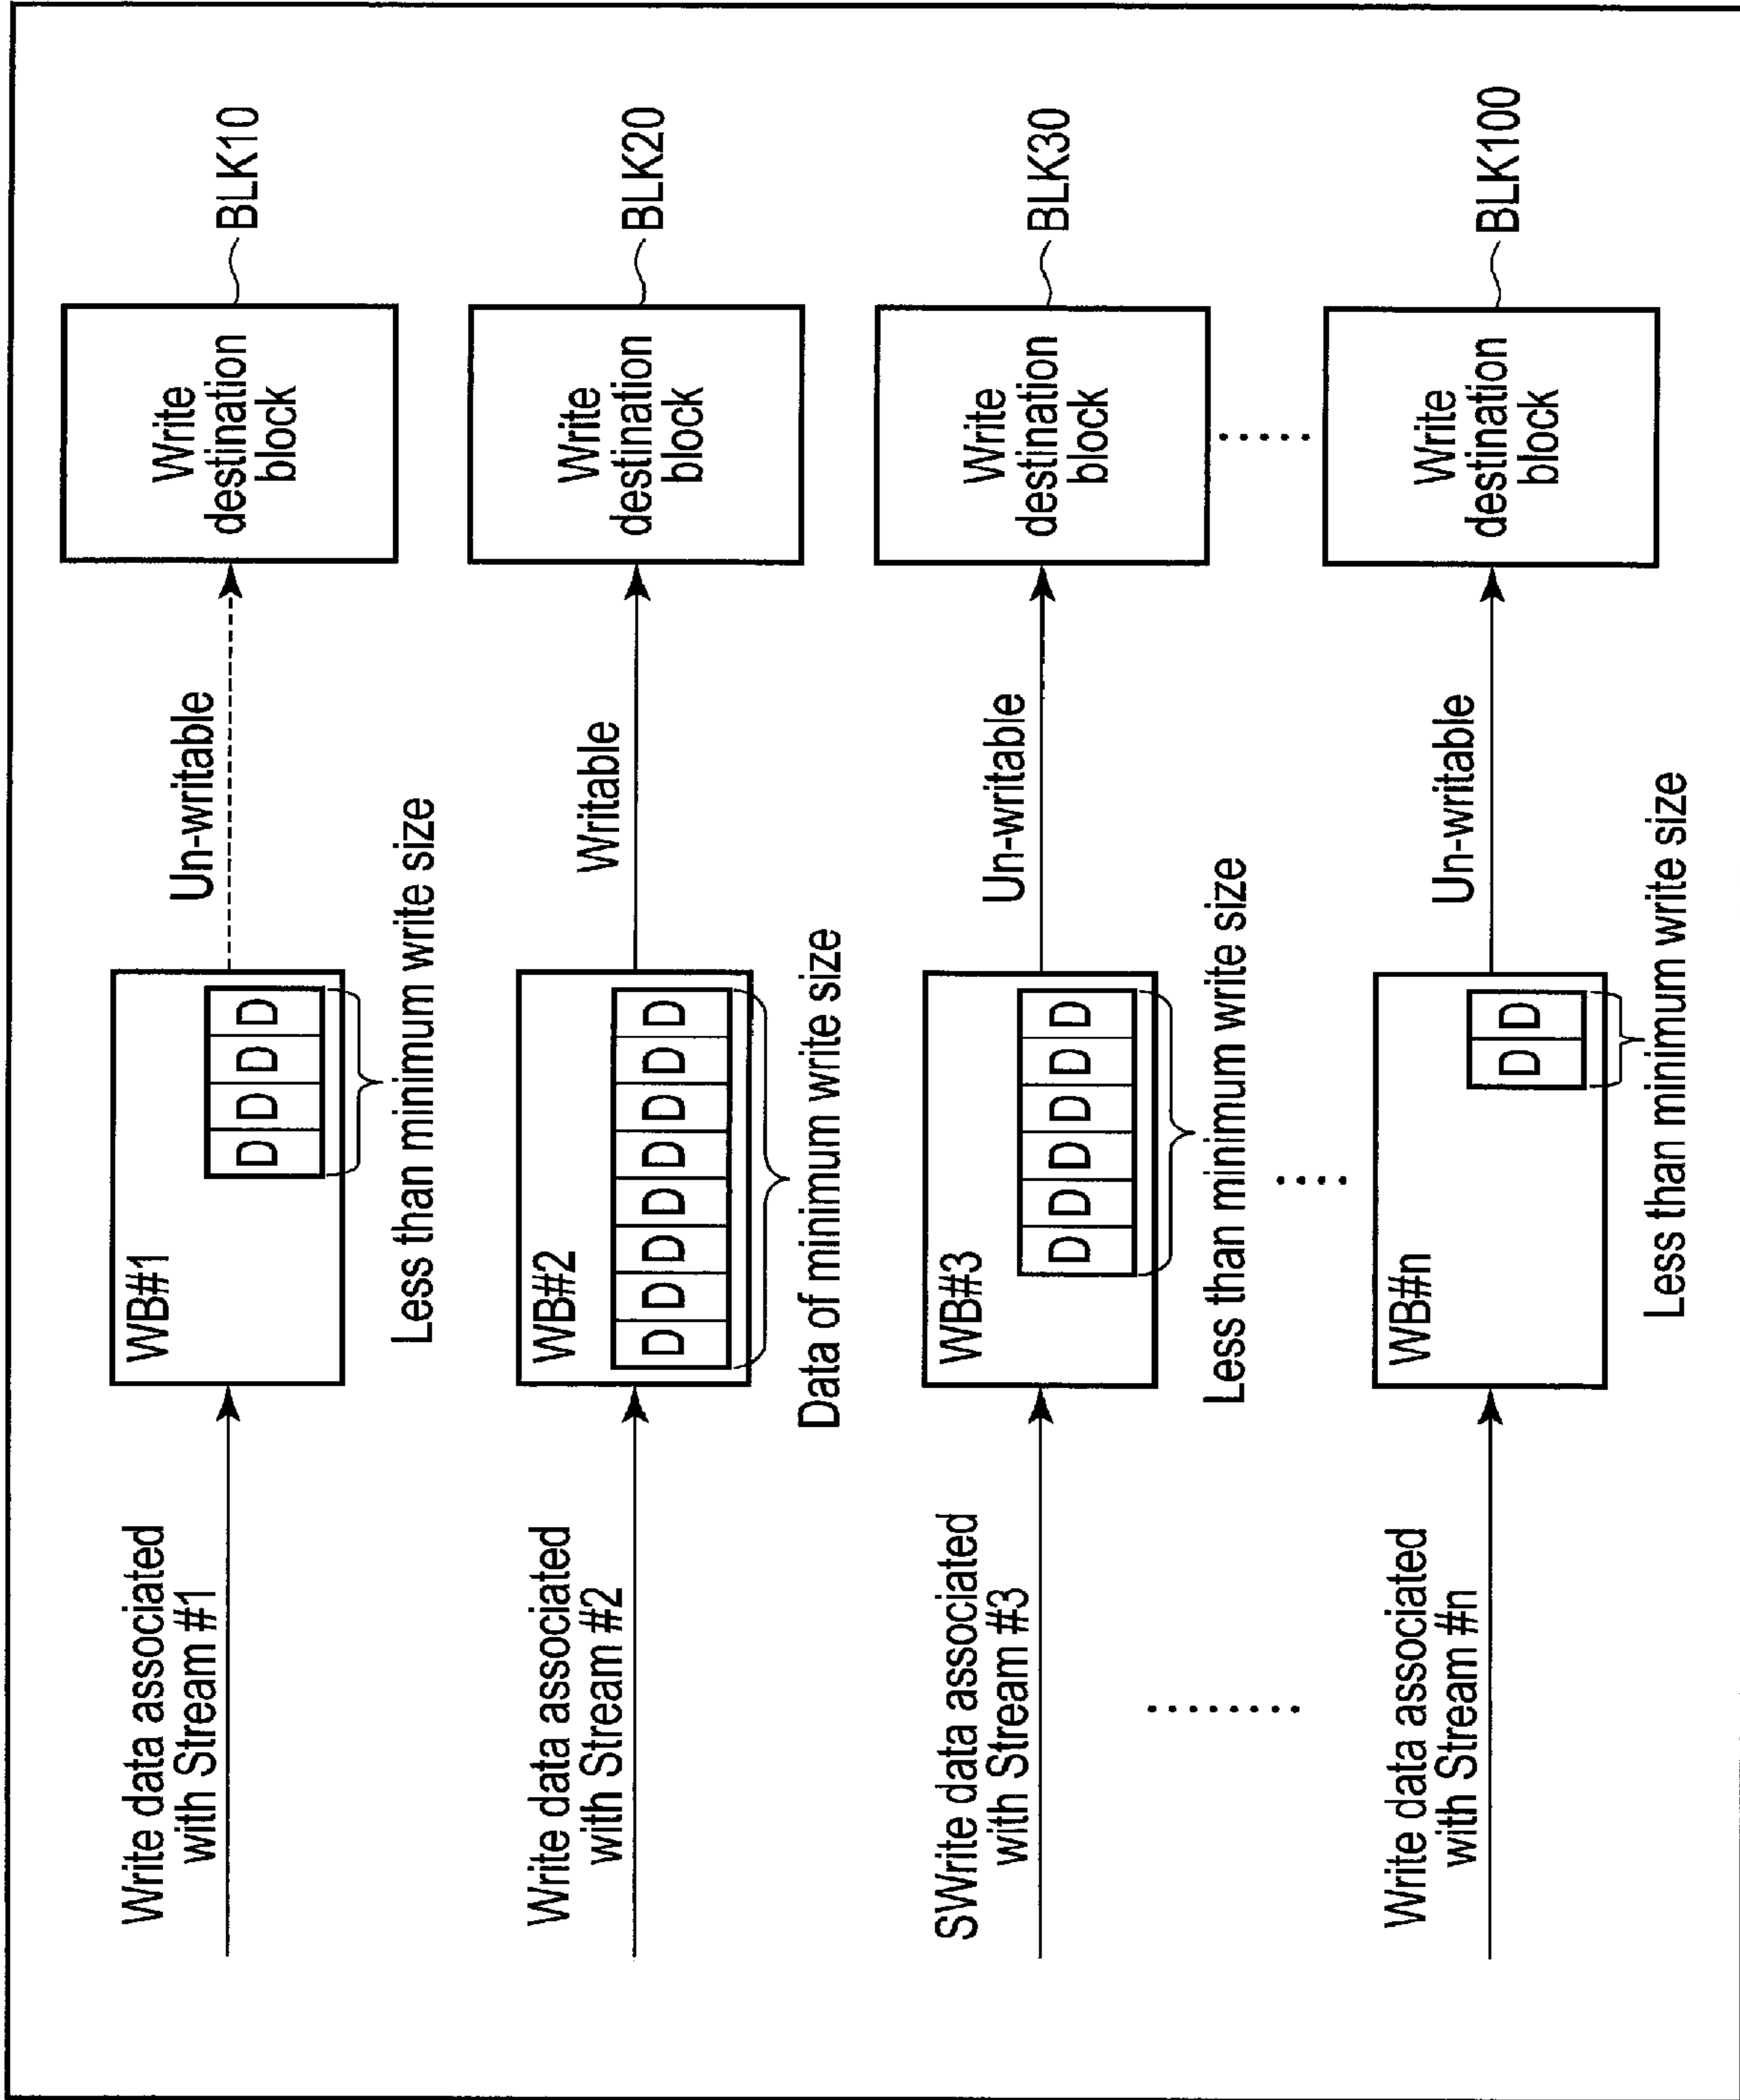 Write data associated
with Stream #1
WB#1
D D D D
Less than minimum write size
Un-writable
Write
destination
block
BLK10
Write data associated
with Stream #2
WB#2
D D D D D D D D
Data of minimum write size
Writable
Write
destination
block
BLK20
SWrite data associated
with Stream #3
WB#3
D D D D D D
Less than minimum write size
Un-writable
Write
destination
block
BLK30
Write data associated
with Stream #n
WB#n
D D
Less than minimum write size
Un-writable
Write
destination
block
BLK100